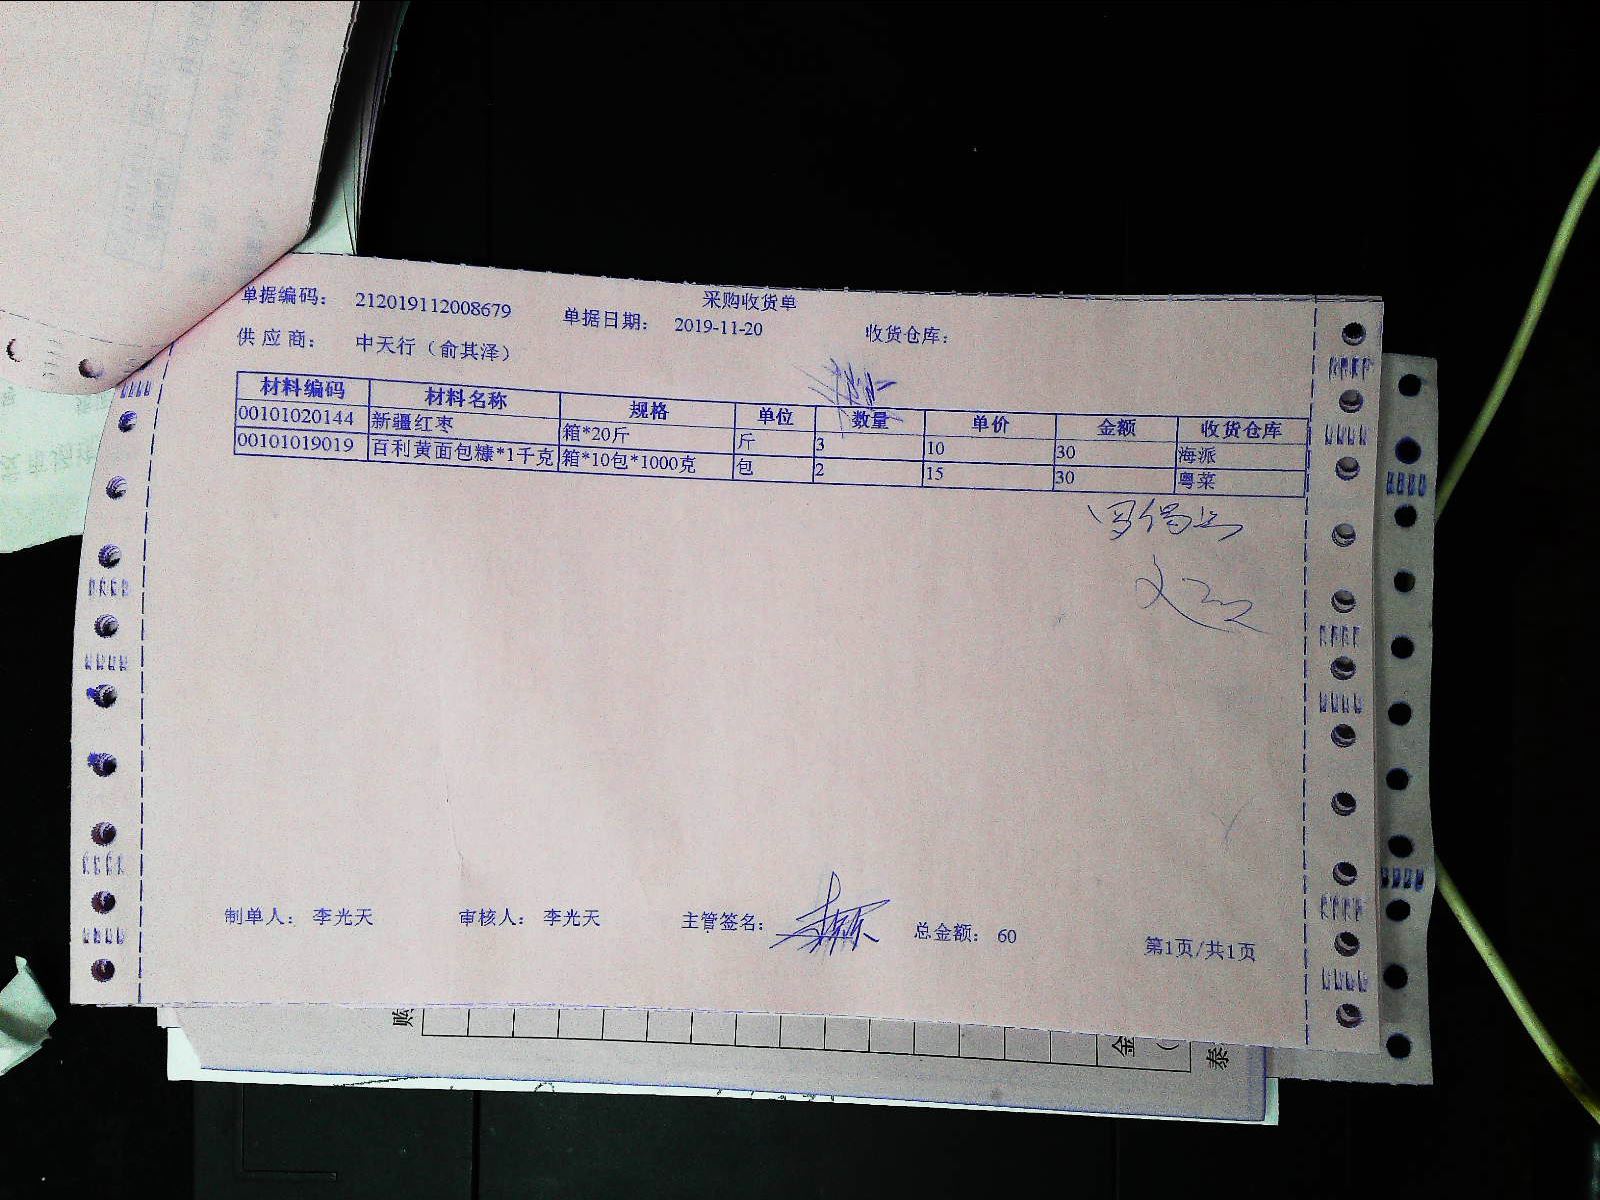 采购收货单
单据编码： 212019112008679 单据日期： 2019-11-20 收货仓库：
供应商： 中天行（俞其泽）
材料编码 材料名称 规格 单位 数量 单价 金额 收货仓库
00101020144 新疆红枣 箱*20斤 斤 3 10 30 海派
00101019019 百利黄面包糠*1千克 箱*10包*1000克 包 2 15 30 粤菜
制单人： 李光天 审核人： 李光天 主管签名： 总金额： 60
第1页/共1页
金
泰